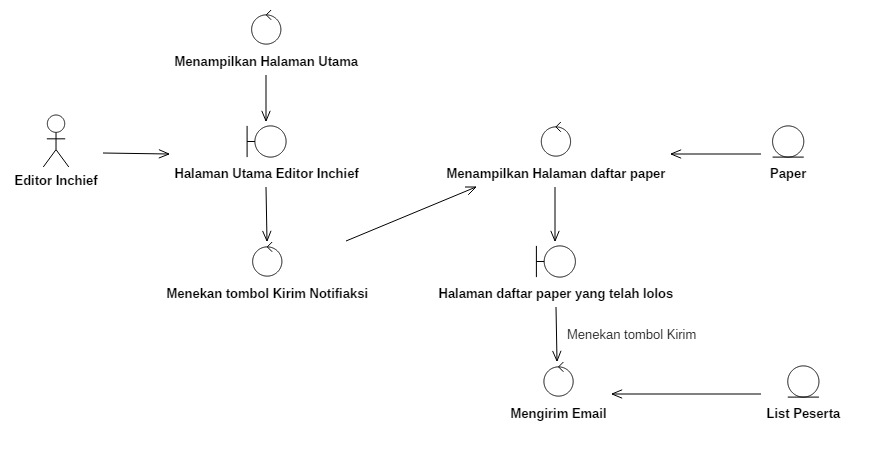 Menampilkan Halaman Utama
Editor Inchief
Halaman Utama Editor Inchief
Menampilkan Halaman daftar paper
Paper
Menekan tombol Kirim Notifiaksi
Halaman daftar paper yang telah lolos
Menekan tombol Kirim
Mengirim Email
List Peserta